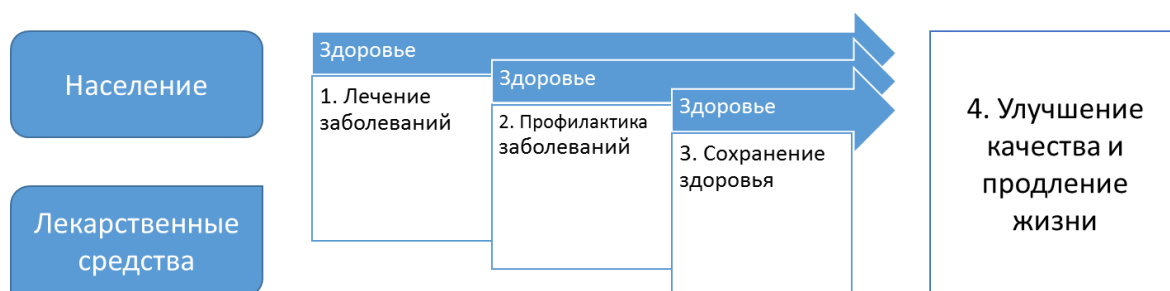 Население
Лекарственные
средства
Здоровье
1. Лечение
заболеваний
Здоровье
2. Профилактика
заболеваний
Здоровье
3. Сохранение
здоровья
4. Улучшение
качества и
продление
жизни